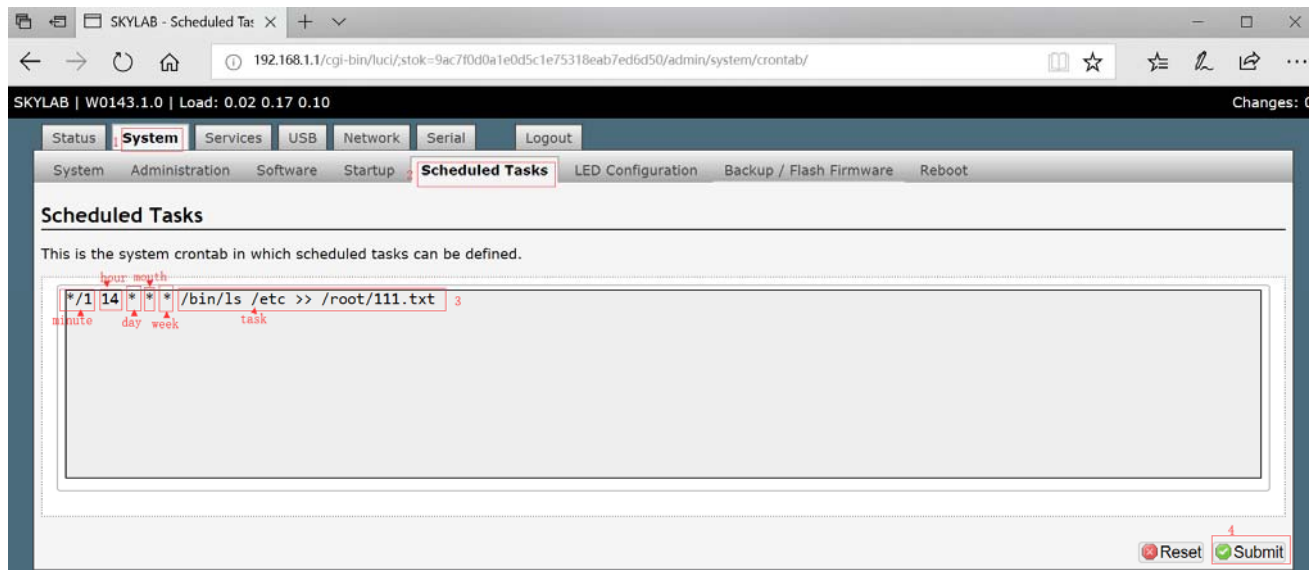 SKYLAB - Scheduled Tas
192.168.1.1/cgi-bin/luci/;stok=9ac7f0d0a1e0d5c1e75318eab7ed6d50/admin/system/crontab/
SKYLAB | W0143.1.0 | Load: 0.02 0.17 0.10 Changes: 0
Status 1 System Services USB Network Serial Logout
System Administration Software Startup 2 Scheduled Tasks LED Configuration Backup / Flash Firmware Reboot
Scheduled Tasks
This is the system crontab in which scheduled tasks can be defined.
hour mouth
*/1 14 * * * /bin/ls /etc >> /root/111.txt 3
minute day week task
4
Reset Submit